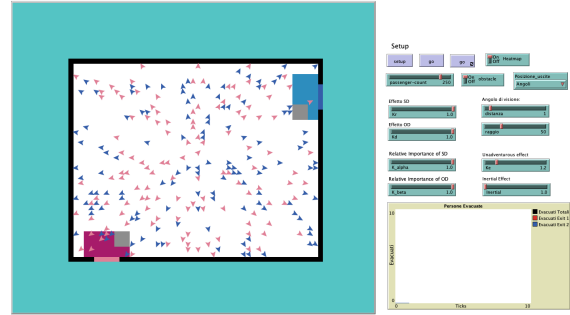 Setup
setup go go On Off Heatmap
passenger-count 250 On Off obstacle Posizione_uscite Angoli
Effetto SD Angolo di visione:
Kr 1.0 distanza 1
Effetto OD
Kd 1.0 raggio 50
Relative Importance of SD Unadventurous effect
K_alpha 1.0 Ko 1.2
Relative Importance of OD Inertial Effect
K_beta 1.0 Inertial 1.0
Persone Evacuate
10
Evacuati
0
0 Ticks 10
Evacuati Totali
Evacuati Exit 1
Evacuati Exit 2